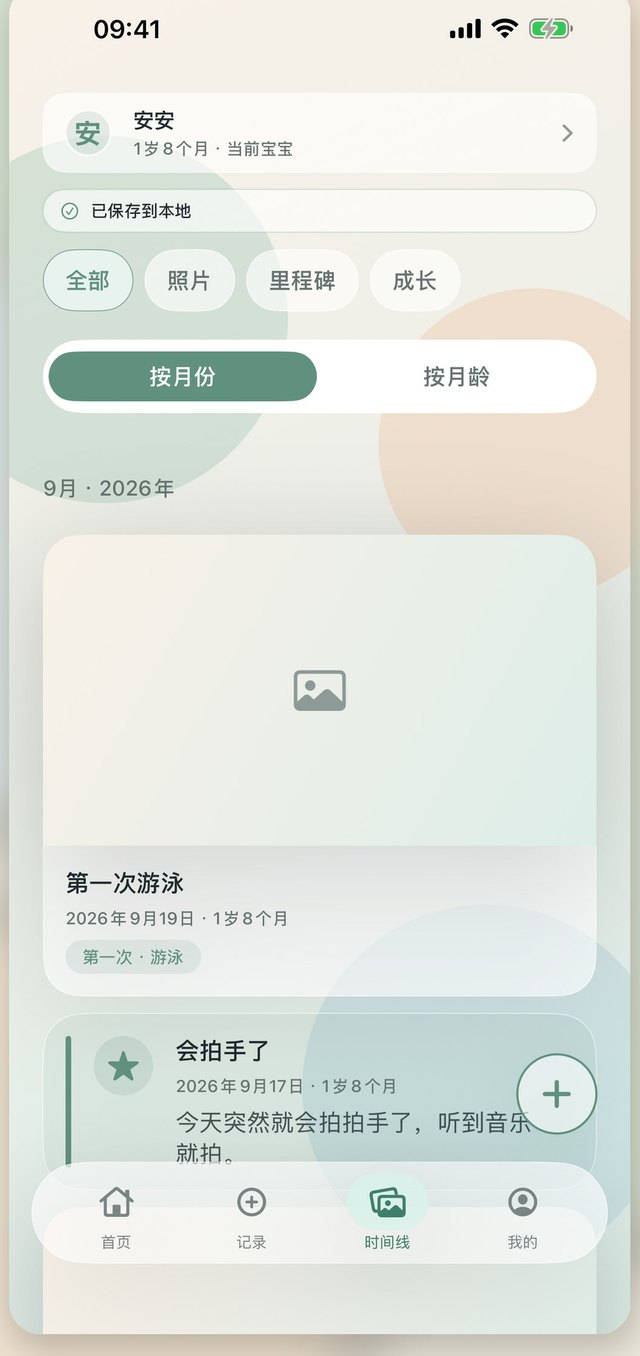 09:41
安
安安
1岁8个月 · 当前宝宝
已保存到本地
全部
照片
里程碑
成长
按月份
按月龄
9月 · 2026年
第一次游泳
2026年9月19日 · 1岁8个月
第一次 · 游泳
会拍手了
2026年9月17日 · 1岁8个月
今天突然就会拍拍手了，听到音乐
就拍。
首页
记录
时间线
我的